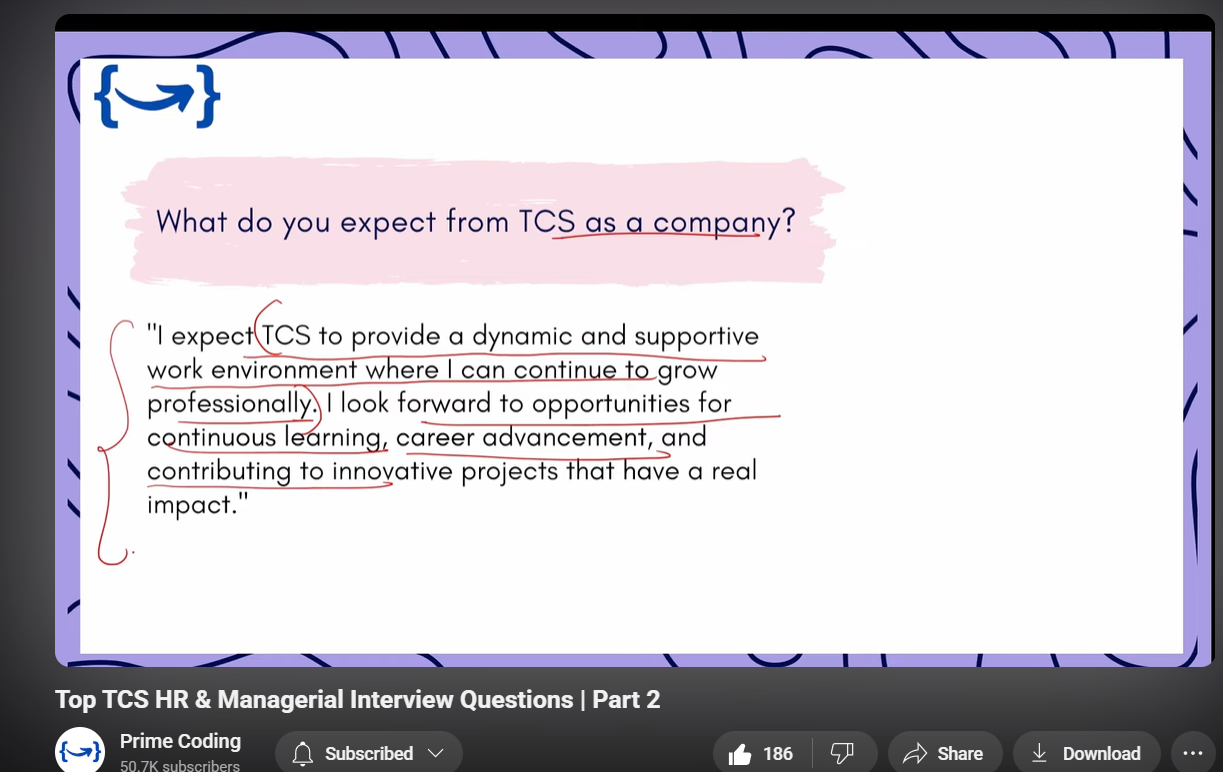 What do you expect from TCS as a company?
"I expect TCS to provide a dynamic and supportive
work environment where I can continue to grow
professionally. I look forward to opportunities for
continuous learning, career advancement, and
contributing to innovative projects that have a real
impact."
Top TCS HR & Managerial Interview Questions | Part 2
Prime Coding
50.7K subscribers
Subscribed
186
Share
Download